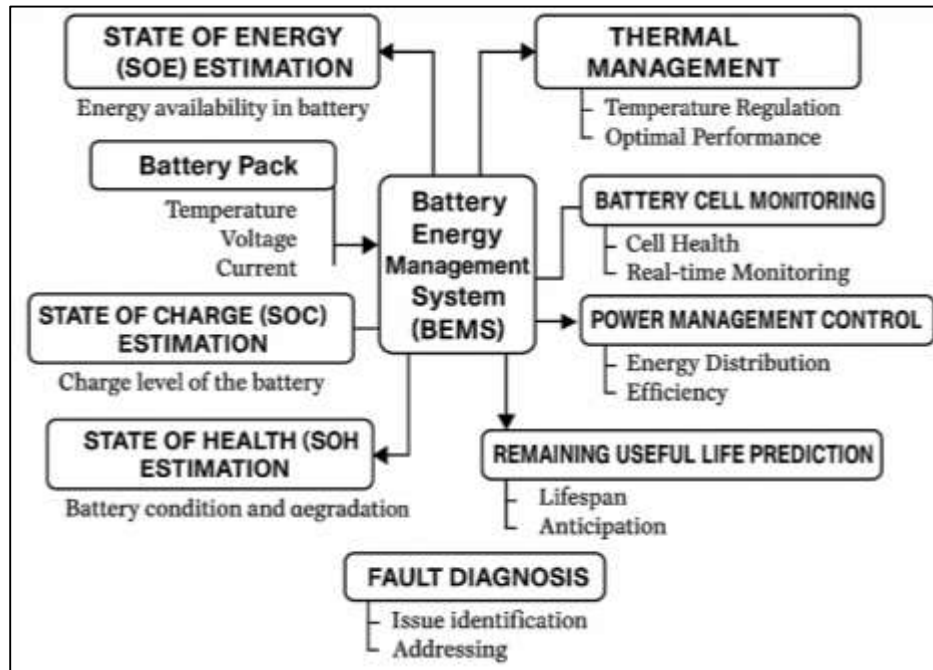 STATE OF ENERGY
(SOE) ESTIMATION
Energy availability in battery
THERMAL
MANAGEMENT
Temperature Regulation
Optimal Performance
Battery Pack
Temperature
Voltage
Current
Battery
Energy
Management
System
(BEMS)
BATTERY CELL MONITORING
Cell Health
Real-time Monitoring
STATE OF CHARGE (SOC)
ESTIMATION
Charge level of the battery
POWER MANAGEMENT CONTROL
Energy Distribution
Efficiency
STATE OF HEALTH (SOH
ESTIMATION
Battery condition and αegradation
REMAINING USEFUL LIFE PREDICTION
Lifespan
Anticipation
FAULT DIAGNOSIS
Issue identification
Addressing